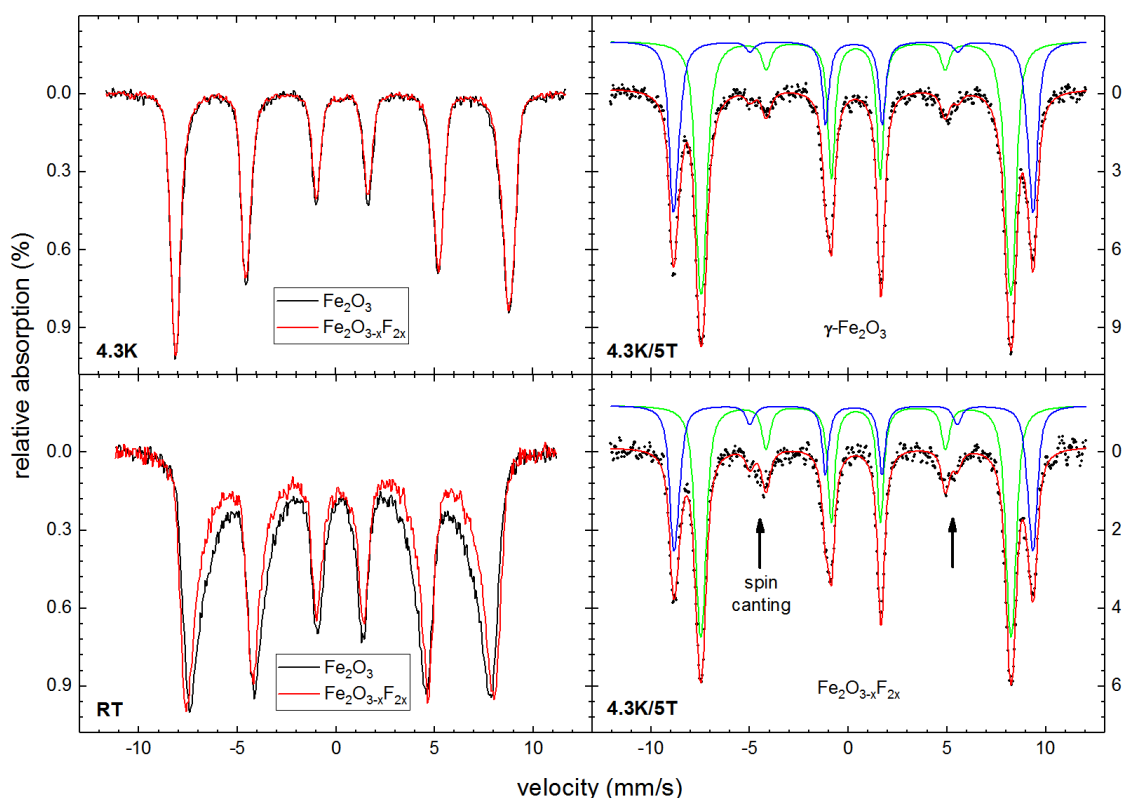 relative absorption (%)
0.0
0.3
0.6
0.9
Fe₂O₃
Fe₂O₃₋ₓF₂ₓ
4.3K
0
3
6
9
γ-Fe₂O₃
4.3K/5T
0.0
0.3
0.6
0.9
Fe₂O₃
Fe₂O₃₋ₓF₂ₓ
RT
-10 -5 0 5 10
0
2
4
6
spin
canting
Fe₂O₃₋ₓF₂ₓ
4.3K/5T
-10 -5 0 5 10
velocity (mm/s)